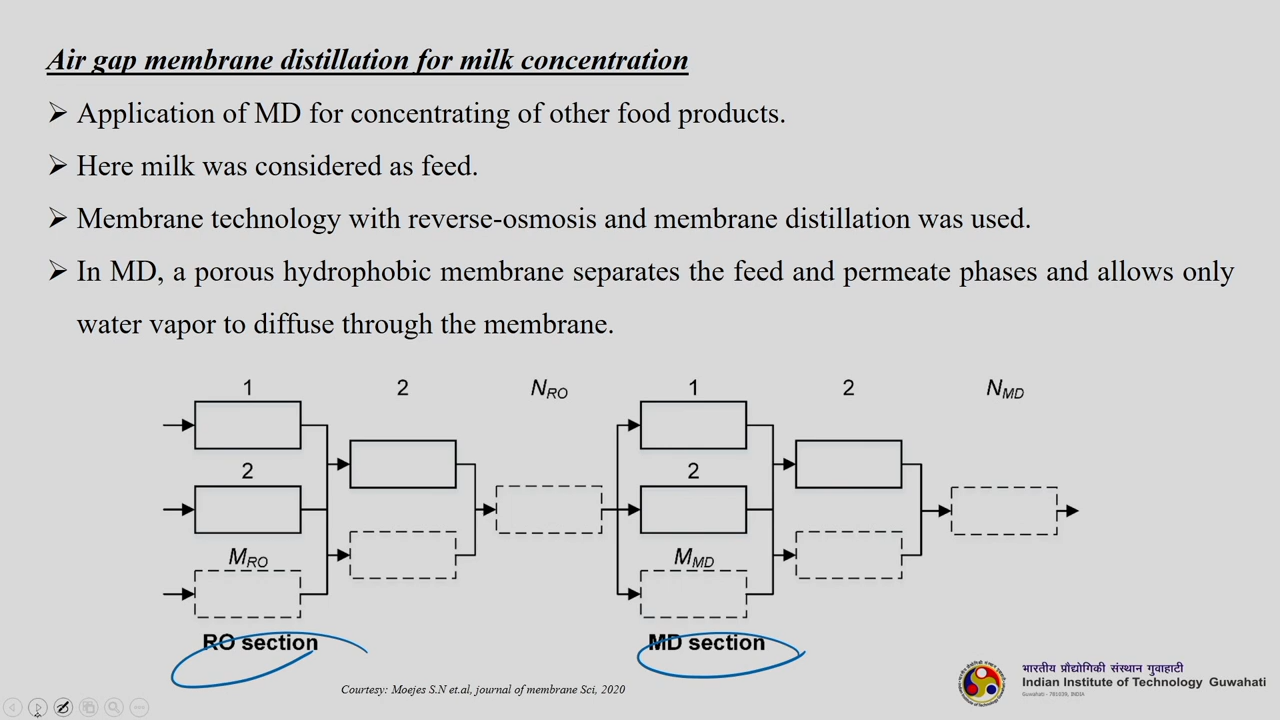 Air gap membrane distillation for milk concentration
➤ Application of MD for concentrating of other food products.
➤ Here milk was considered as feed.
➤ Membrane technology with reverse-osmosis and membrane distillation was used.
➤ In MD, a porous hydrophobic membrane separates the feed and permeate phases and allows only
water vapor to diffuse through the membrane.
1 2 NRO 1 2 NMD
2 2
MRO MMD
RO section MD section
Courtesy: Moejes S.N et.al, journal of membrane Sci, 2020
भारतीय प्रौद्योगिकी संस्थान गुवाहाटी
Indian Institute of Technology Guwahati
Guwahati - 781039, INDIA